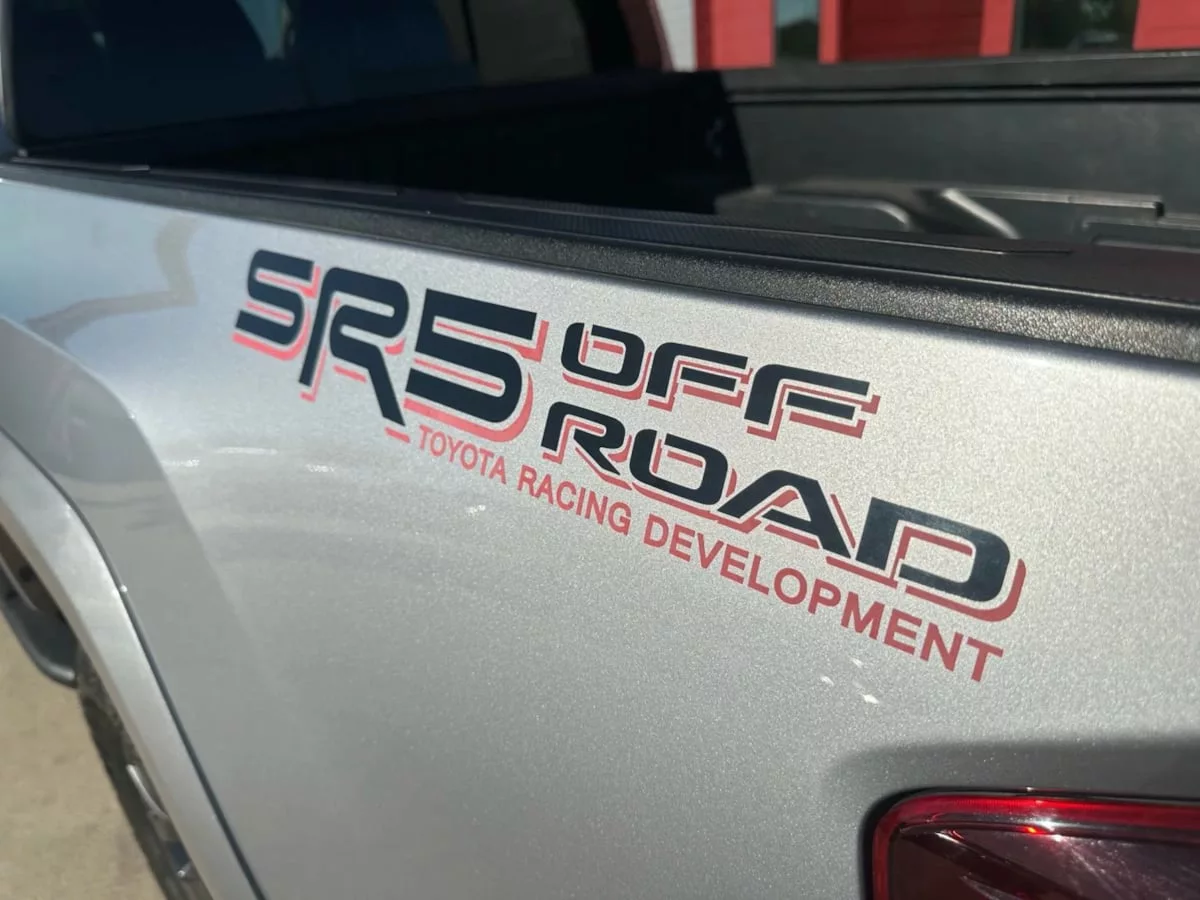 SR5 OFF
ROAD
TOYOTA RACING DEVELOPMENT